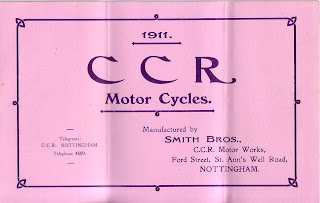 1911.
C C R
Motor Cycles.
Manufactured by
SMITH BROS.,
C.C.R. Motor Works,
Ford Street, St. Ann's Well Road,
NOTTINGHAM.
Telegrams:
C.C.R. NOTTINGHAM.
Telephone 4689.